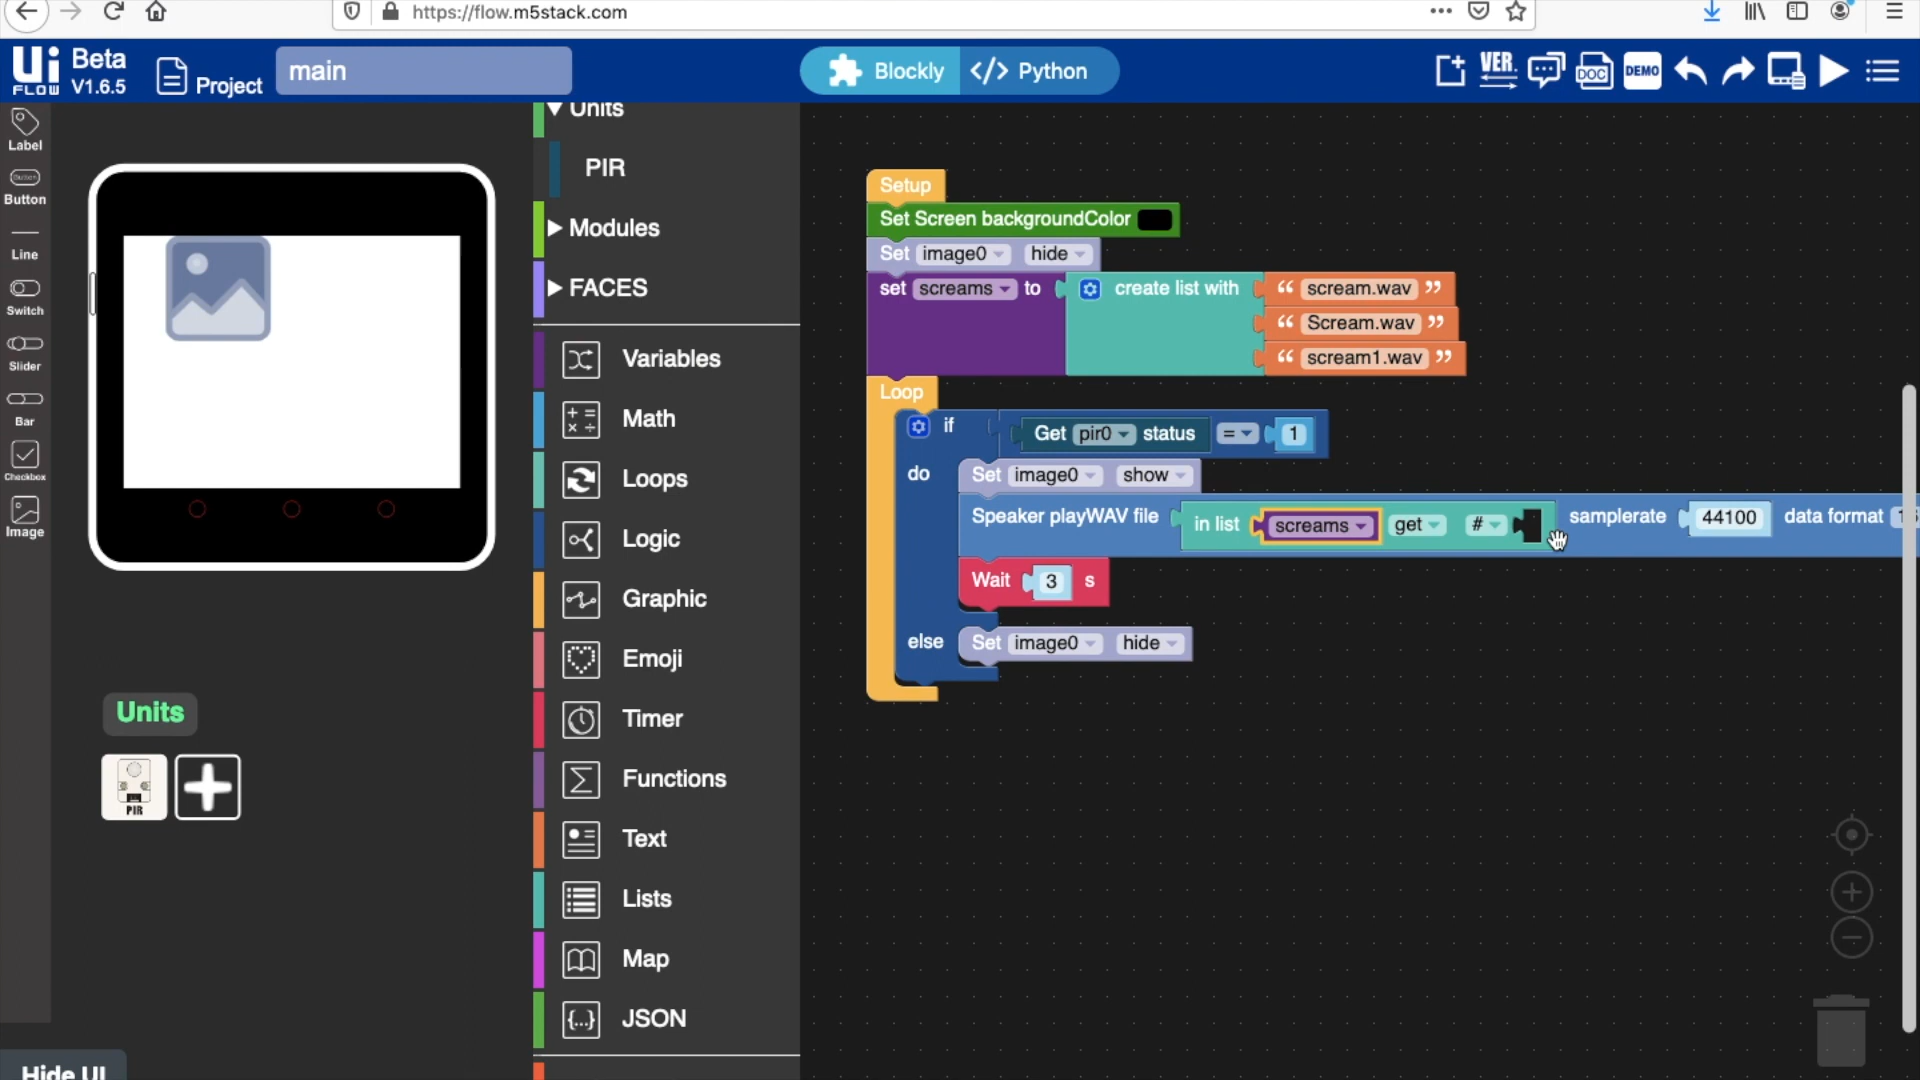 https://flow.m5stack.com
Ui FLOW Beta V1.6.5
Project
main
Blockly
</> Python
VER.
DOC
DEMO
Label
Button
Line
Switch
Slider
Bar
Checkbox
Image
Units
PIR
Hide UI
Units
PIR
Modules
FACES
Variables
Math
Loops
Logic
Graphic
Emoji
Timer
Functions
Text
Lists
Map
JSON
Setup
Set Screen backgroundColor
Set image0 hide
set screams to create list with “ scream.wav ”
“ Scream.wav ”
“ scream1.wav ”
Loop
if Get pir0 status = 1
do Set image0 show
Speaker playWAV file in list screams get # samplerate 44100 data format
Wait 3 s
else Set image0 hide